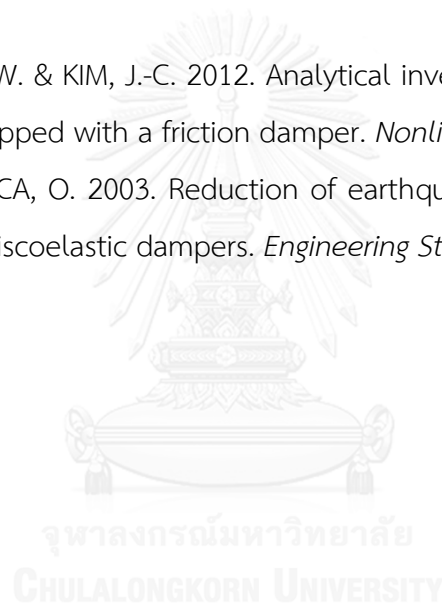 W. & KIM, J.-C. 2012. Analytical inve
pped with a friction damper. Nonli
CA, O. 2003. Reduction of earthqu
iscoelastic dampers. Engineering St
จุฬาลงกรณ์มหาวิทยาลัย
CHULALONGKORN UNIVERSITY